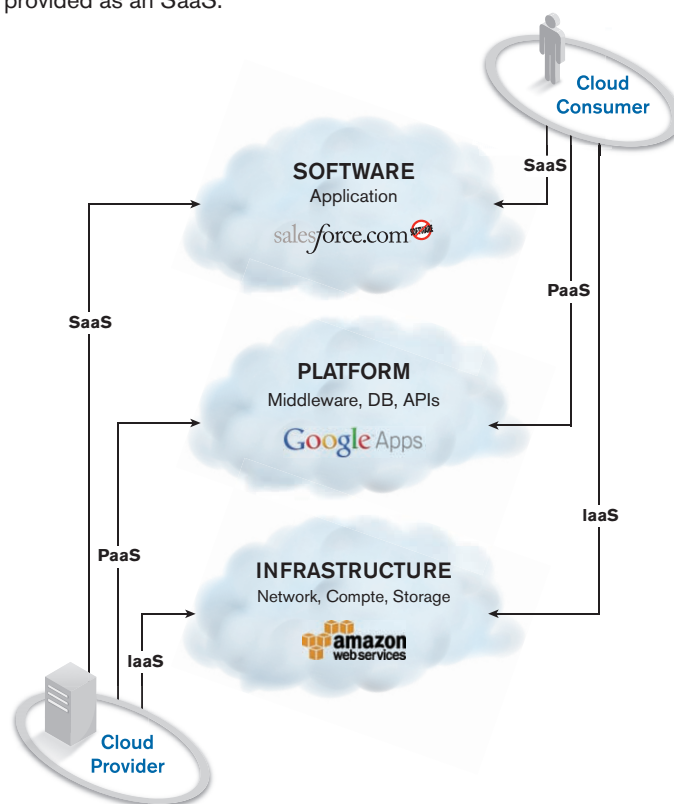 provided as an SaaS.
Cloud
Consumer
SOFTWARE
Application
salesforce.com
SOFTWARE
SaaS
PaaS
SaaS
PLATFORM
Middleware, DB, APIs
Google Apps
IaaS
PaaS
INFRASTRUCTURE
Network, Compte, Storage
amazon
webservices
IaaS
Cloud
Provider